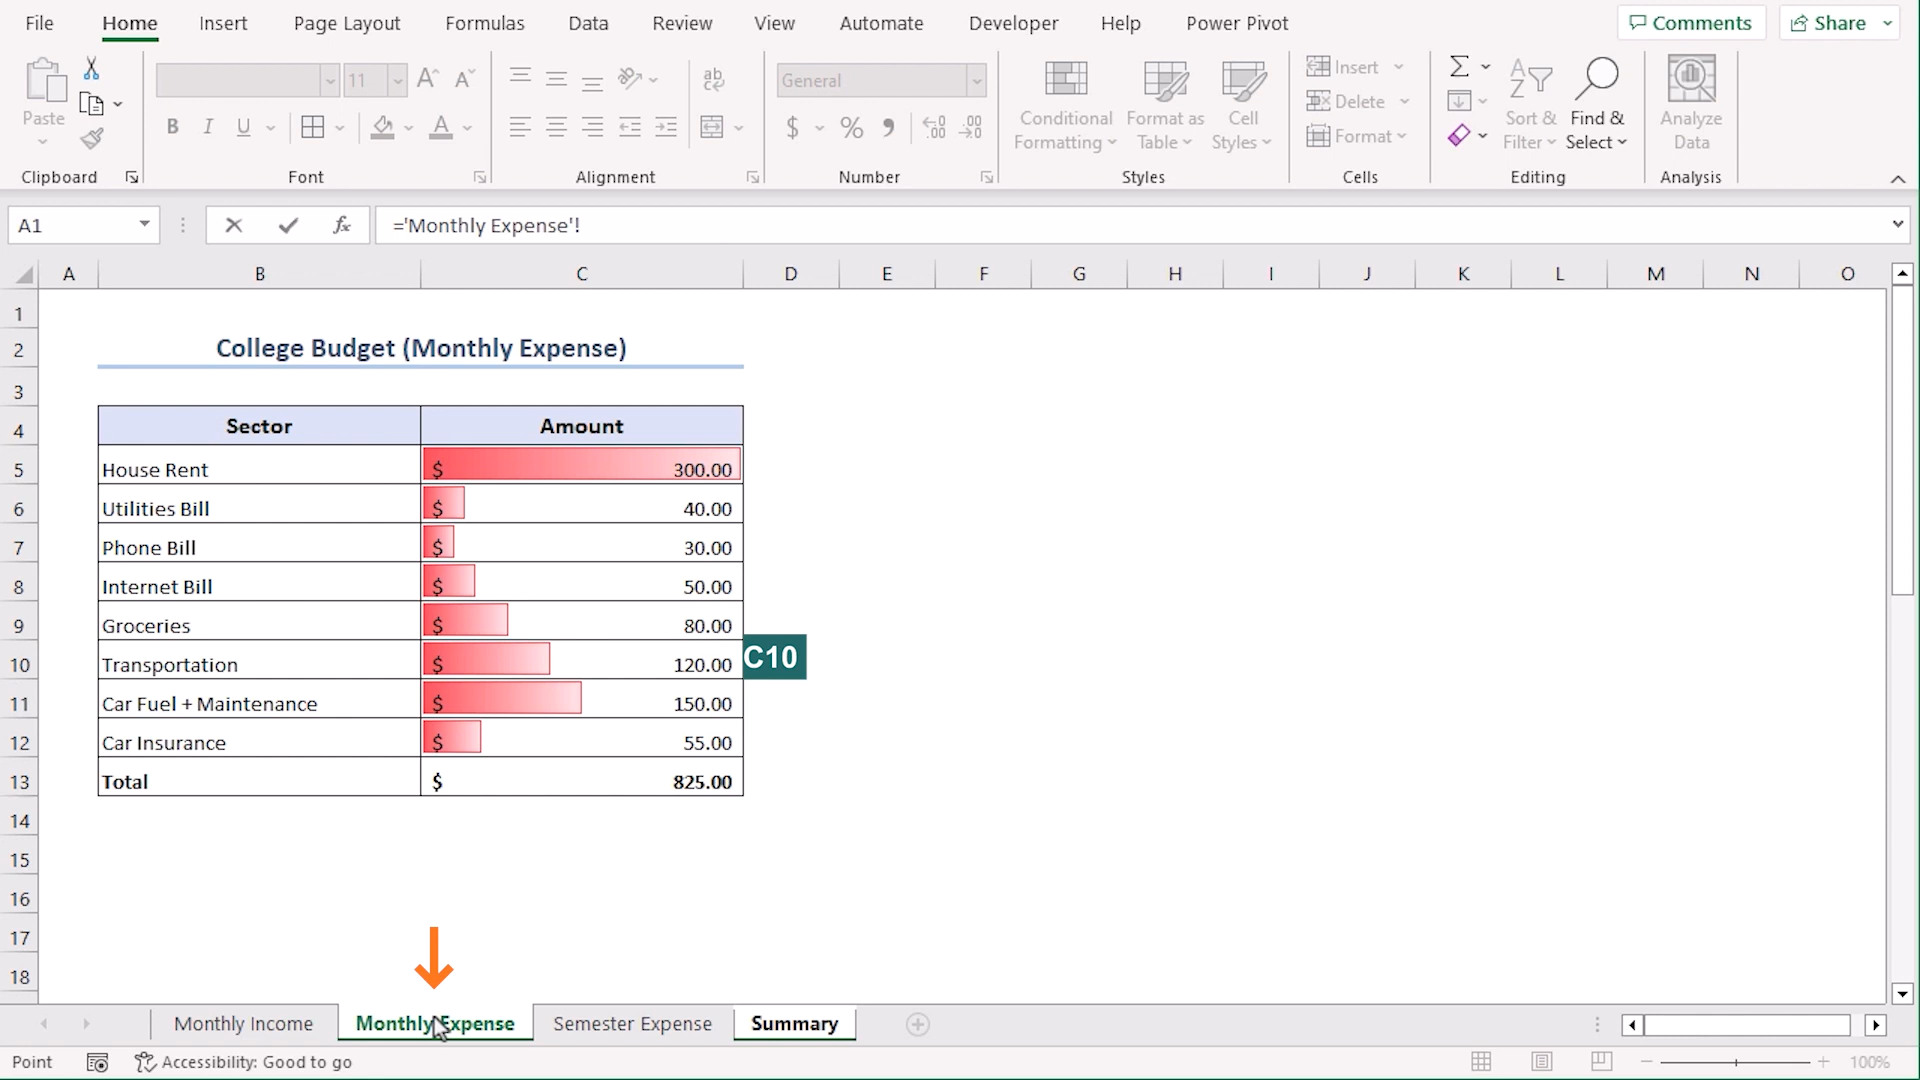 File Home Insert Page Layout Formulas Data Review View Automate Developer Help Power Pivot Comments Share
11 A A ab General Insert Σ
Paste Conditional Format as Cell Delete Sort & Find & Analyze
B I U A $ % Formatting Table Styles Format Filter Select Data
Clipboard Font Alignment Number Styles Cells Editing Analysis
A1 fx ='Monthly Expense'!
A B C D E F G H I J K L M N O
1
2 College Budget (Monthly Expense)
3
4 Sector Amount
5 House Rent $ 300.00
6 Utilities Bill $ 40.00
7 Phone Bill $ 30.00
8 Internet Bill $ 50.00
9 Groceries $ 80.00
10 Transportation $ 120.00 C10
11 Car Fuel + Maintenance $ 150.00
12 Car Insurance $ 55.00
13 Total $ 825.00
14
15
16
17
18
Monthly Income Monthly Expense Semester Expense Summary
Point Accessibility: Good to go 100%